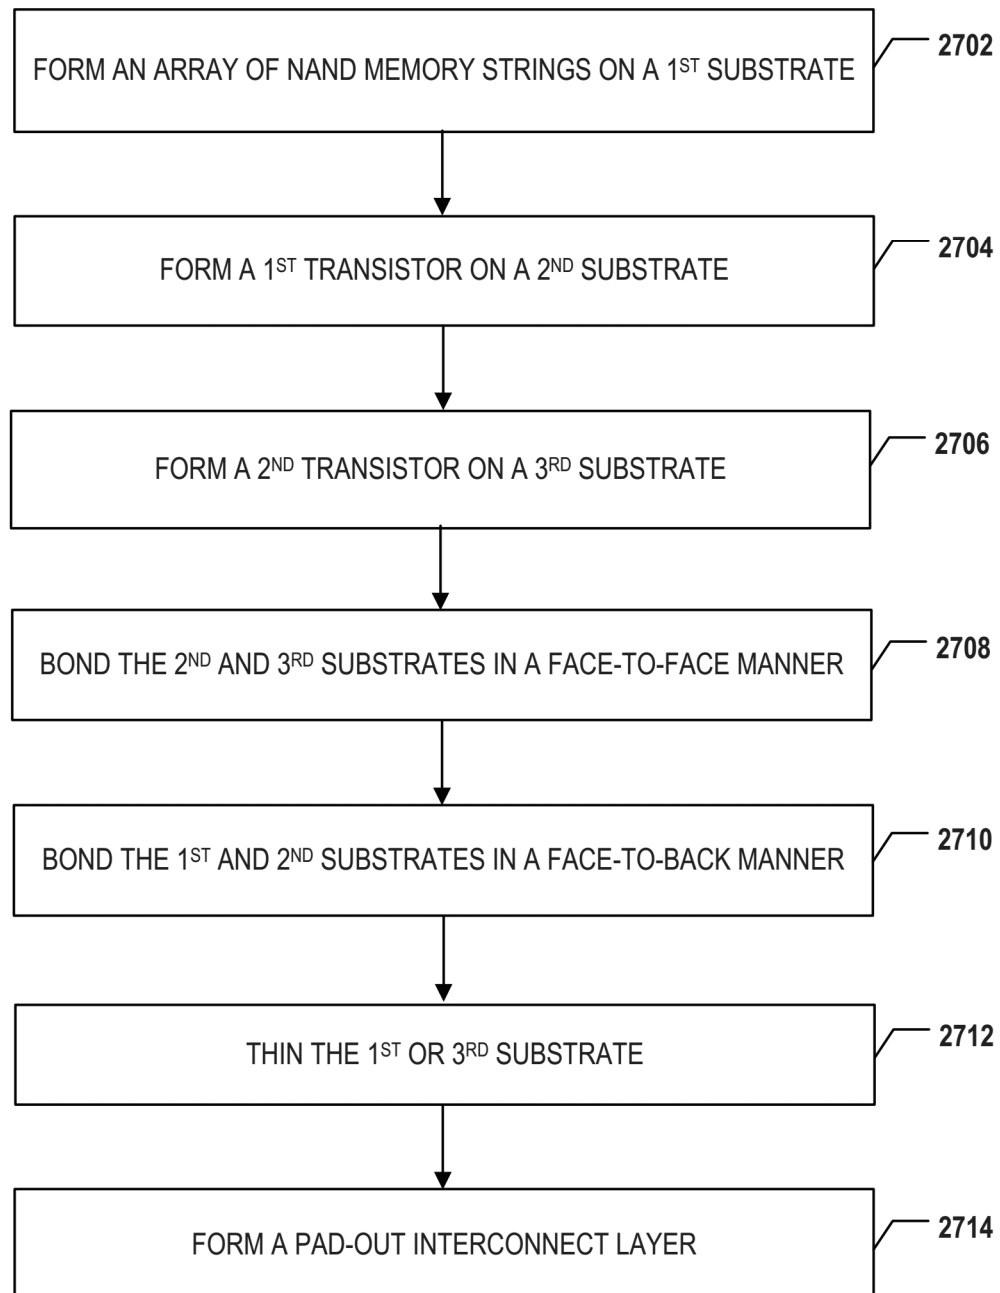 2702
FORM AN ARRAY OF NAND MEMORY STRINGS ON A 1ST SUBSTRATE
2704
FORM A 1ST TRANSISTOR ON A 2ND SUBSTRATE
2706
FORM A 2ND TRANSISTOR ON A 3RD SUBSTRATE
2708
BOND THE 2ND AND 3RD SUBSTRATES IN A FACE-TO-FACE MANNER
2710
BOND THE 1ST AND 2ND SUBSTRATES IN A FACE-TO-BACK MANNER
2712
THIN THE 1ST OR 3RD SUBSTRATE
2714
FORM A PAD-OUT INTERCONNECT LAYER